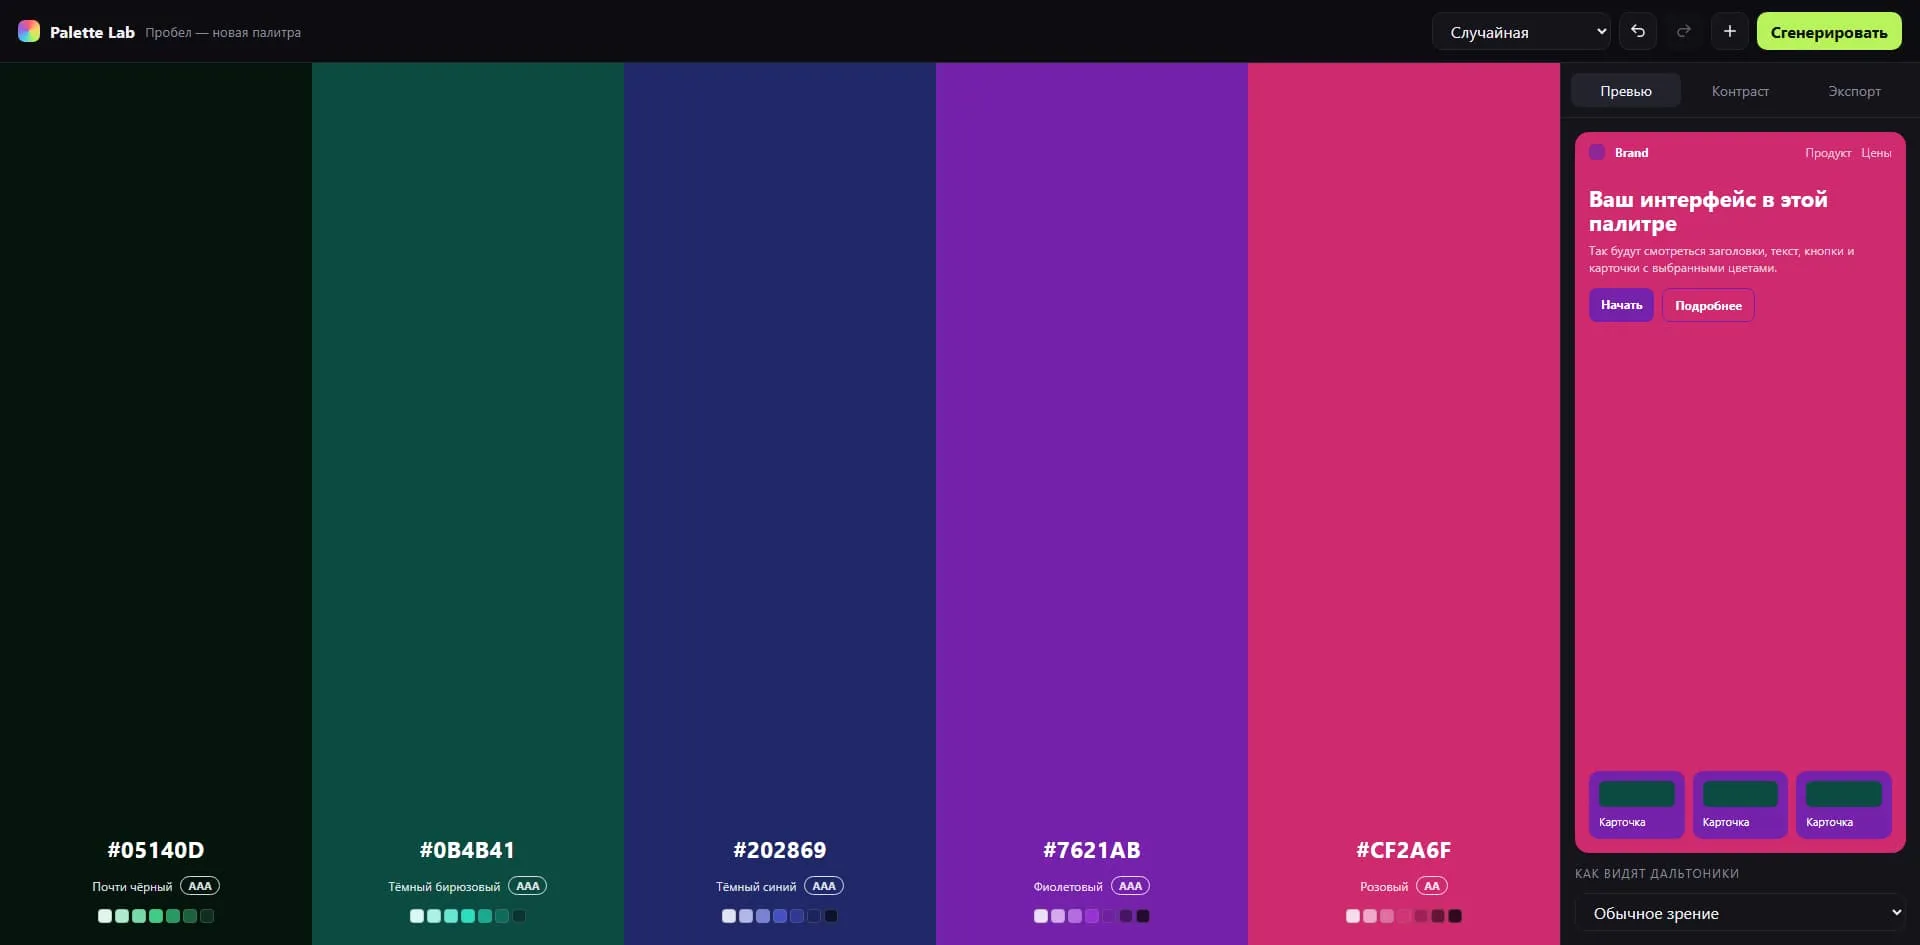 Palette Lab Пробел — новая палитра
Случайная
Сгенерировать
Превью Контраст Экспорт
Brand Продукт Цены
Ваш интерфейс в этой
палитре
Так будут смотреться заголовки, текст, кнопки и
карточки с выбранными цветами.
Начать Подробнее
Карточка Карточка Карточка
КАК ВИДЯТ ДАЛЬТОНИКИ
Обычное зрение
#05140D
Почти чёрный AAA
#0B4B41
Тёмный бирюзовый AAA
#202869
Тёмный синий AAA
#7621AB
Фиолетовый AAA
#CF2A6F
Розовый AA